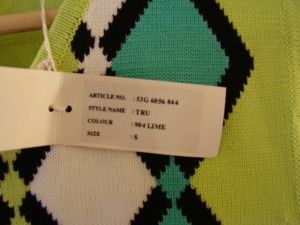 ARTICLE NO. : 53G 6056 844
STYLE NAME : TRU
COLOUR : 904 LIME
SIZE : S